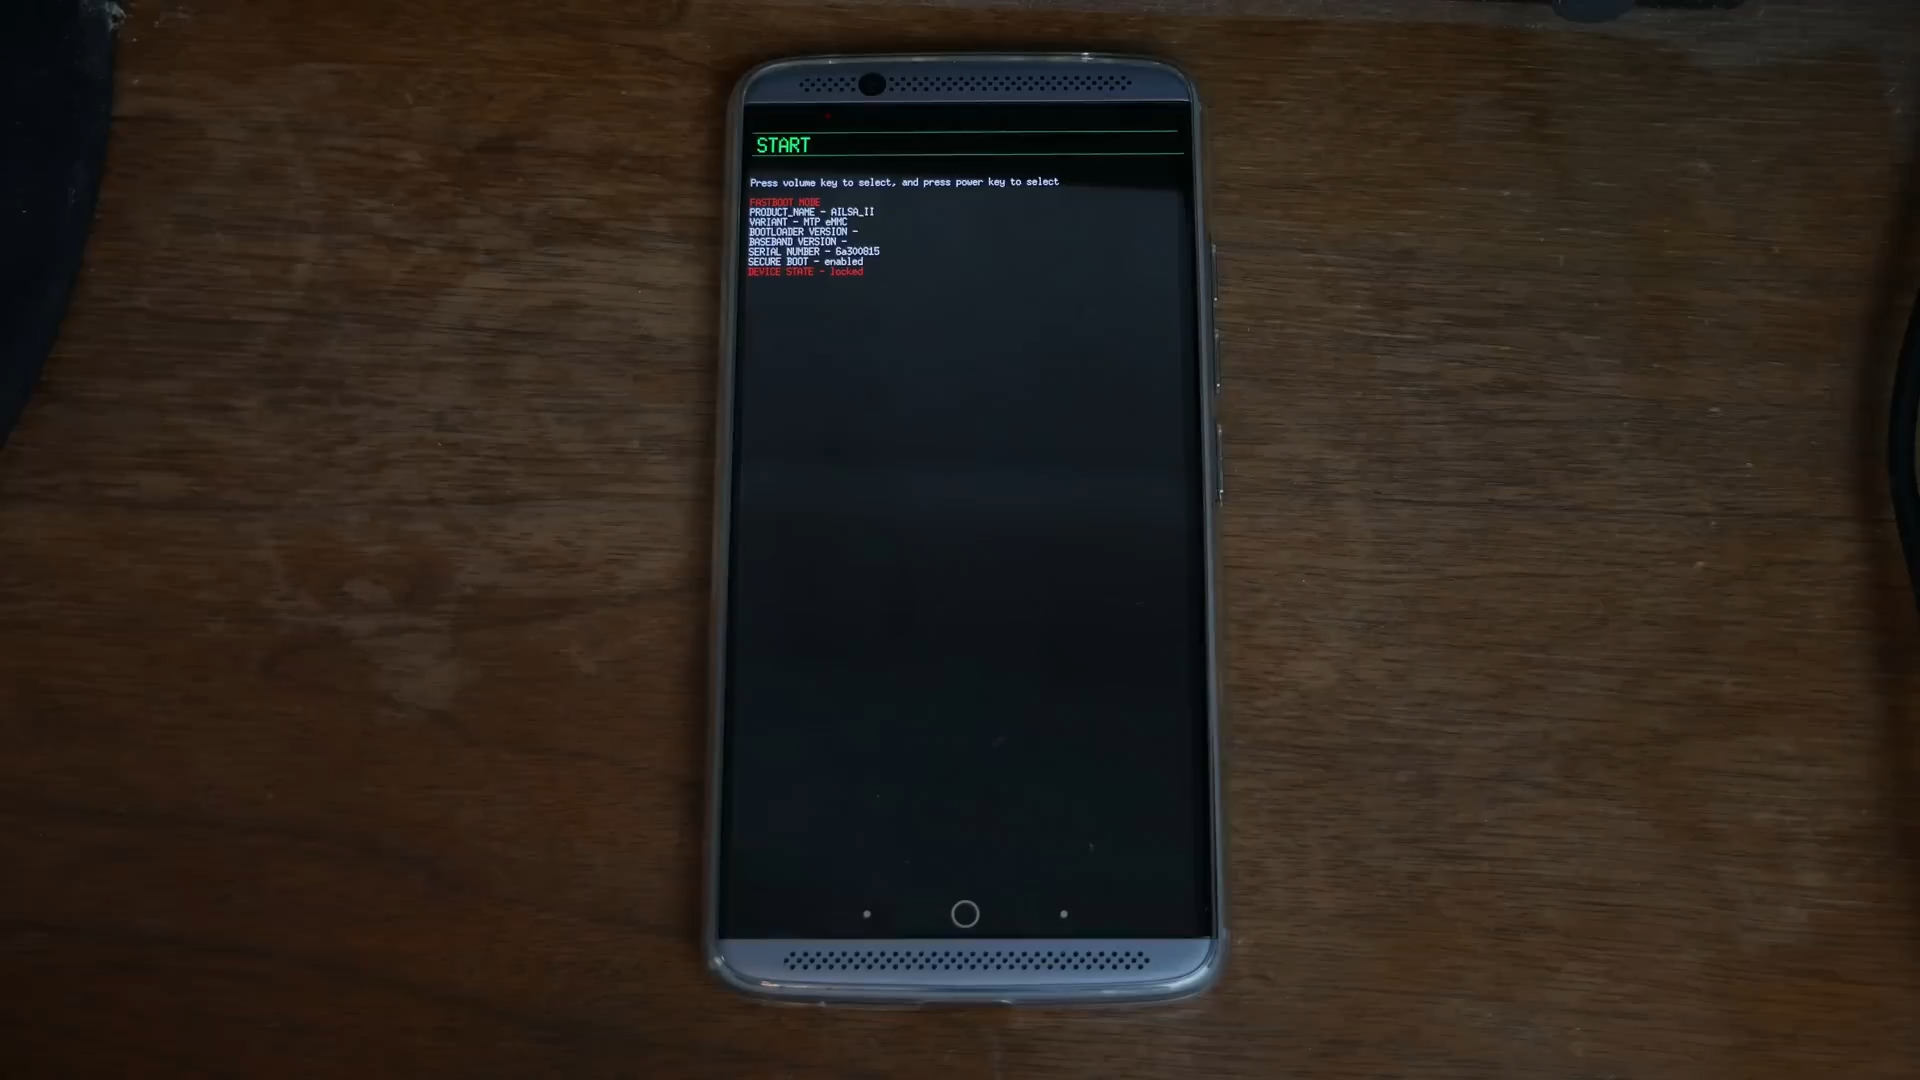 START
Press volume key to select, and press power key to select
FASTBOOT MODE
PRODUCT_NAME - AILSA_II
VARIANT - MTP eMMC
BOOTLOADER VERSION -
BASEBAND VERSION -
SERIAL NUMBER - 6a300815
SECURE BOOT - enabled
DEVICE STATE - locked